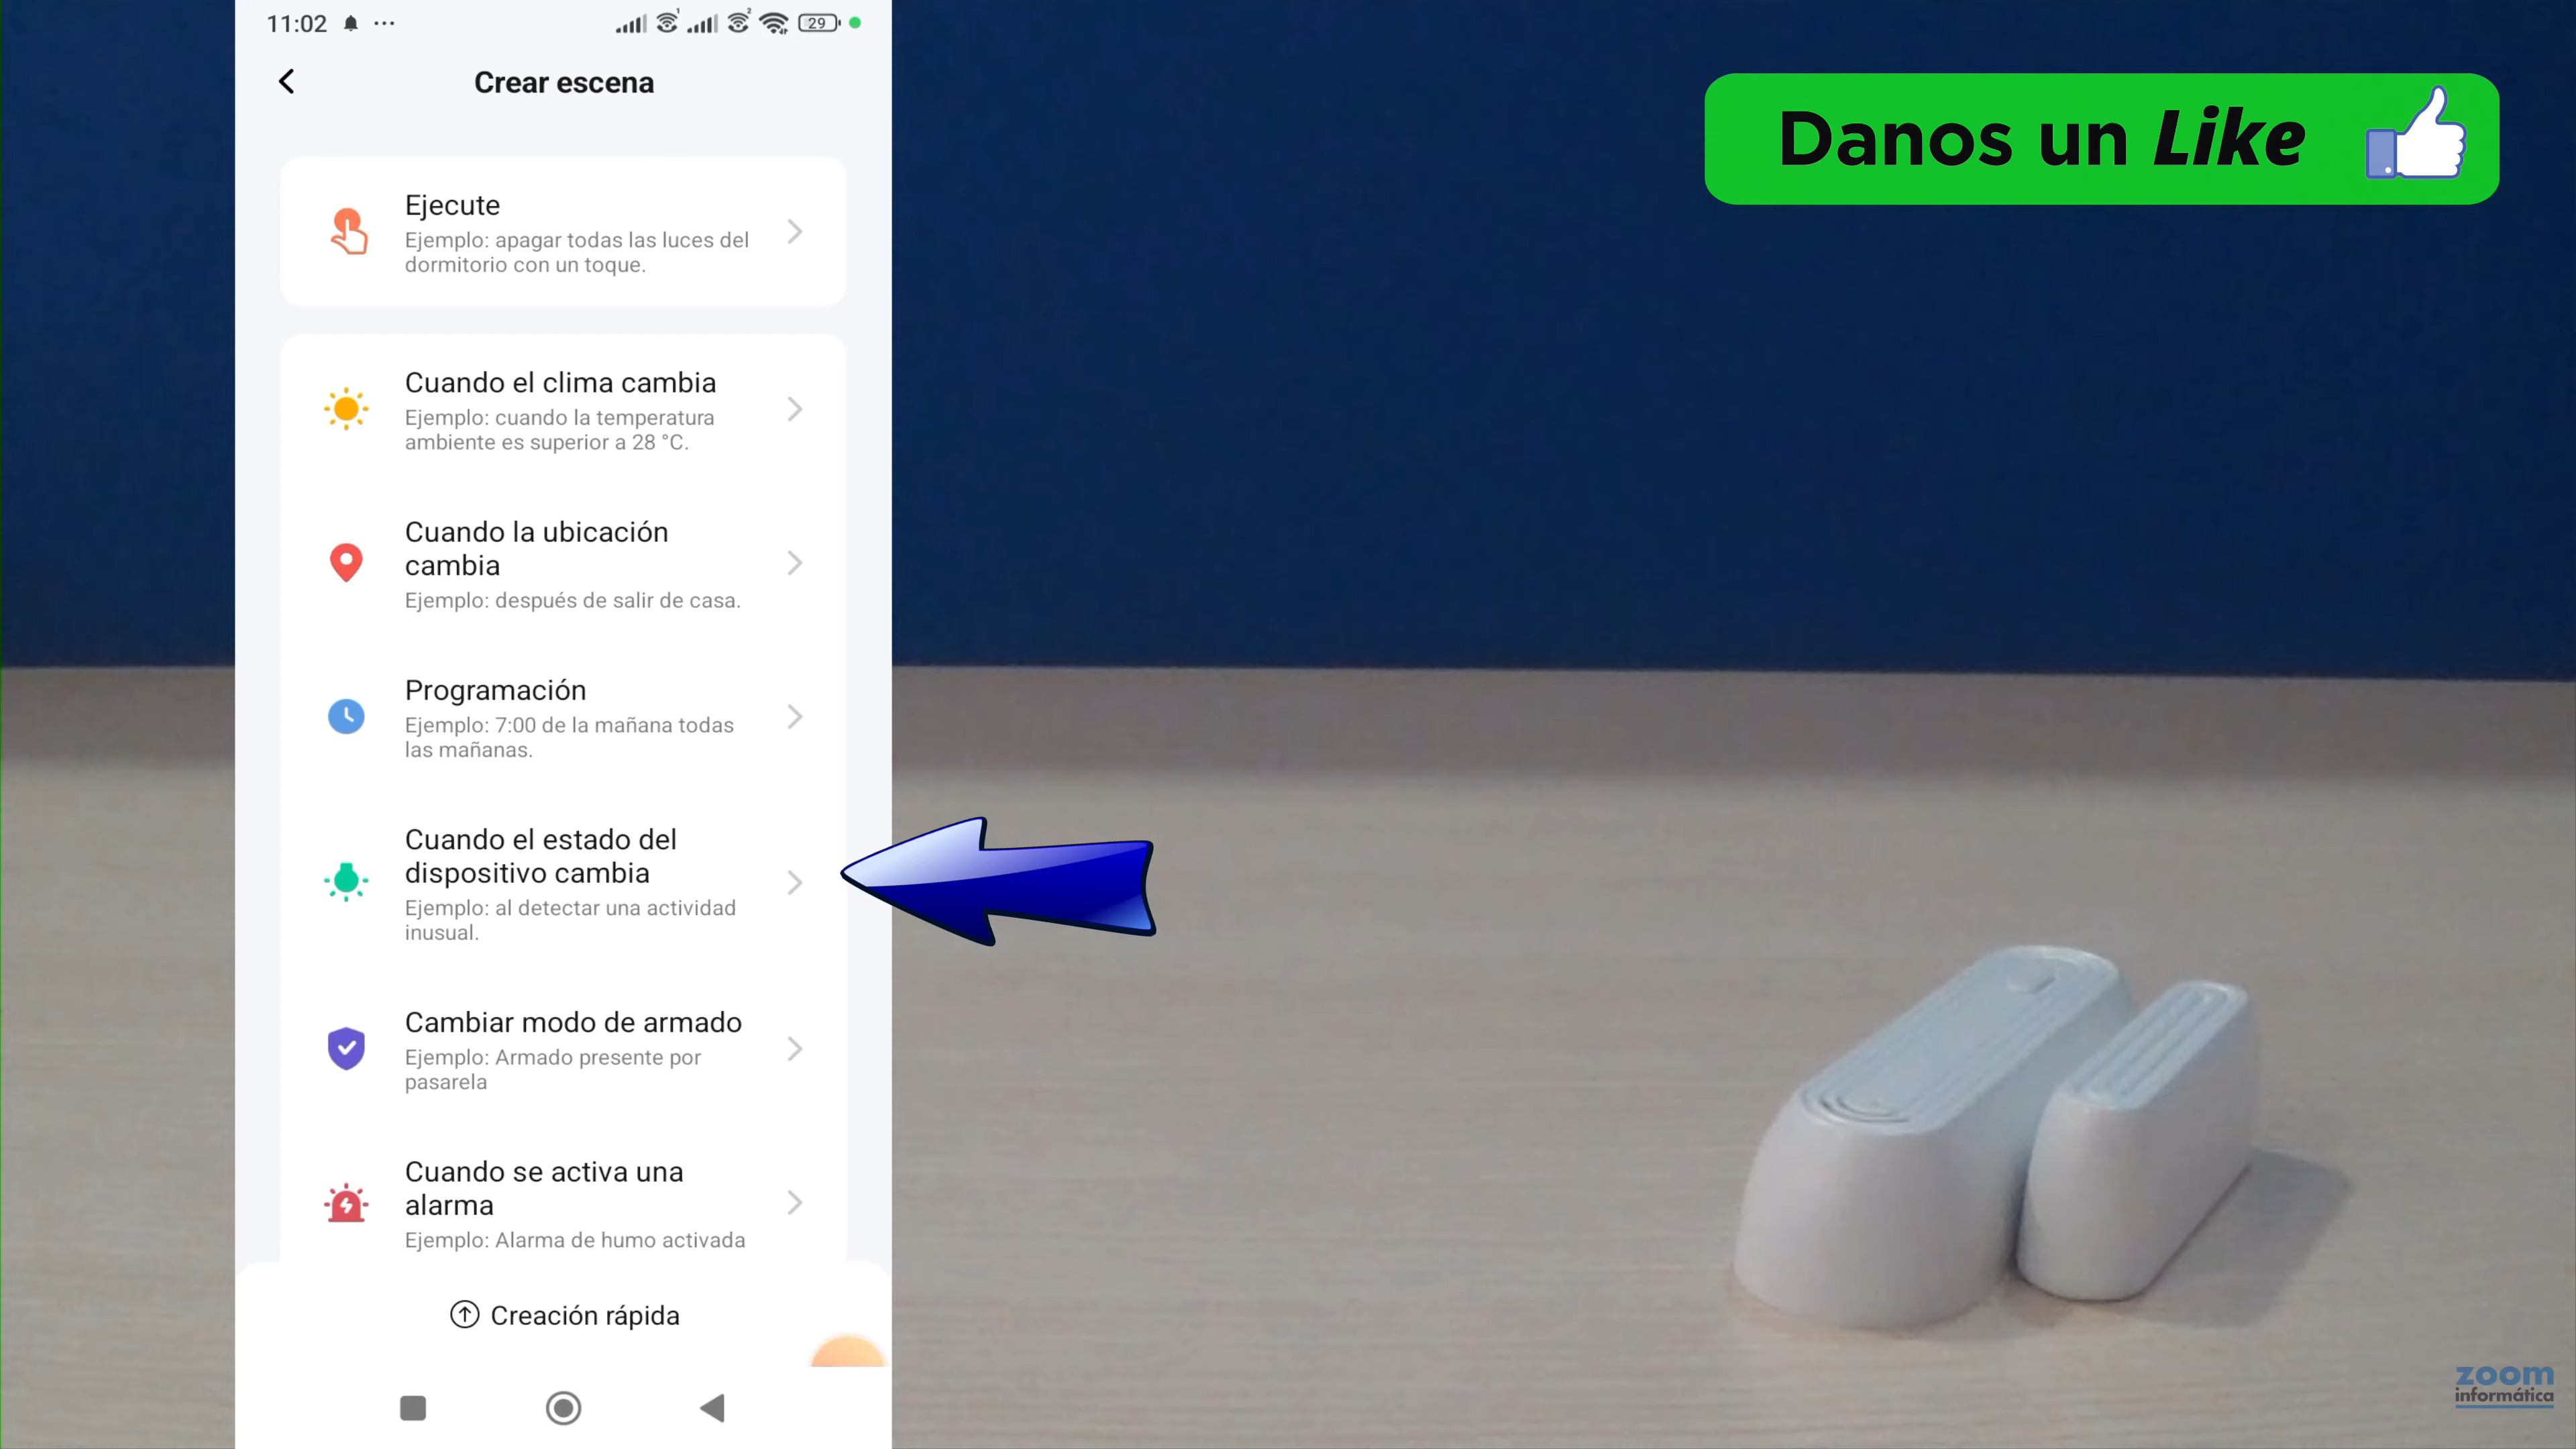 11:02
29
Crear escena
Ejecute
Ejemplo: apagar todas las luces del
dormitorio con un toque.
Cuando el clima cambia
Ejemplo: cuando la temperatura
ambiente es superior a 28 °C.
Cuando la ubicación
cambia
Ejemplo: después de salir de casa.
Programación
Ejemplo: 7:00 de la mañana todas
las mañanas.
Cuando el estado del
dispositivo cambia
Ejemplo: al detectar una actividad
inusual.
Cambiar modo de armado
Ejemplo: Armado presente por
pasarela
Cuando se activa una
alarma
Ejemplo: Alarma de humo activada
Creación rápida
Danos un Like
zoom
informática